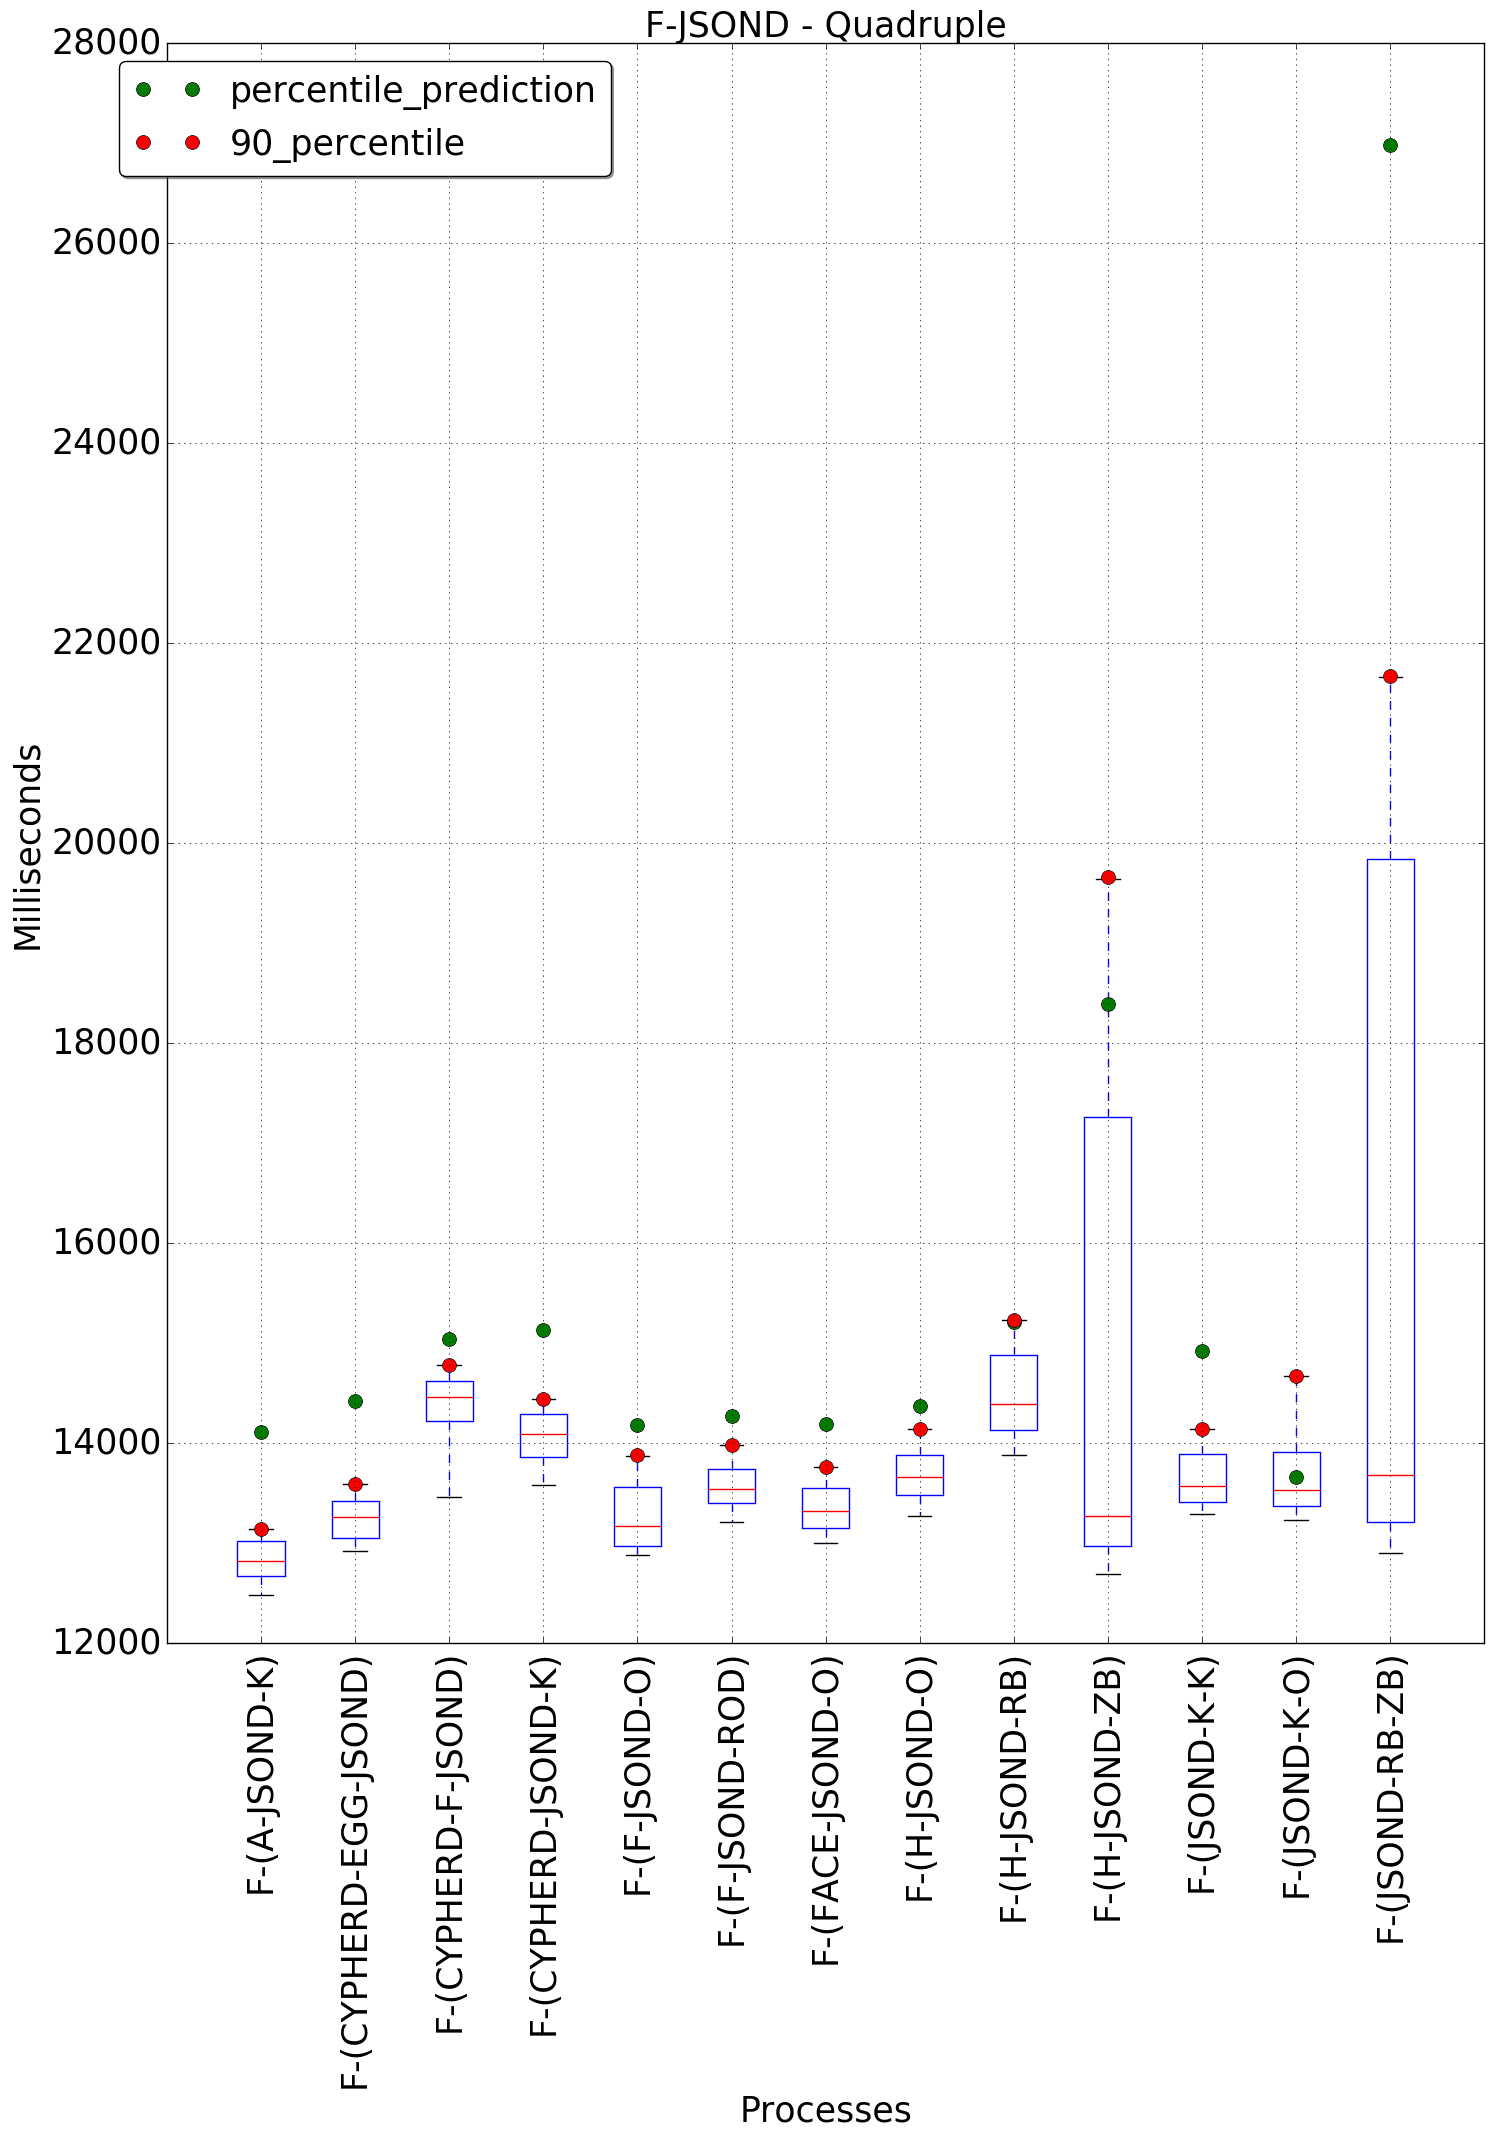 F-JSOND - Quadruple
percentile_prediction
90_percentile
28000
26000
24000
22000
20000
18000
16000
14000
12000
Milliseconds
F-(A-JSOND-K)
F-(CYPHERD-EGG-JSOND)
F-(CYPHERD-F-JSOND)
F-(CYPHERD-JSOND-K)
F-(F-JSOND-O)
F-(F-JSOND-ROD)
F-(FACE-JSOND-O)
F-(H-JSOND-O)
F-(H-JSOND-RB)
F-(H-JSOND-ZB)
F-(JSOND-K-K)
F-(JSOND-K-O)
F-(JSOND-RB-ZB)
Processes